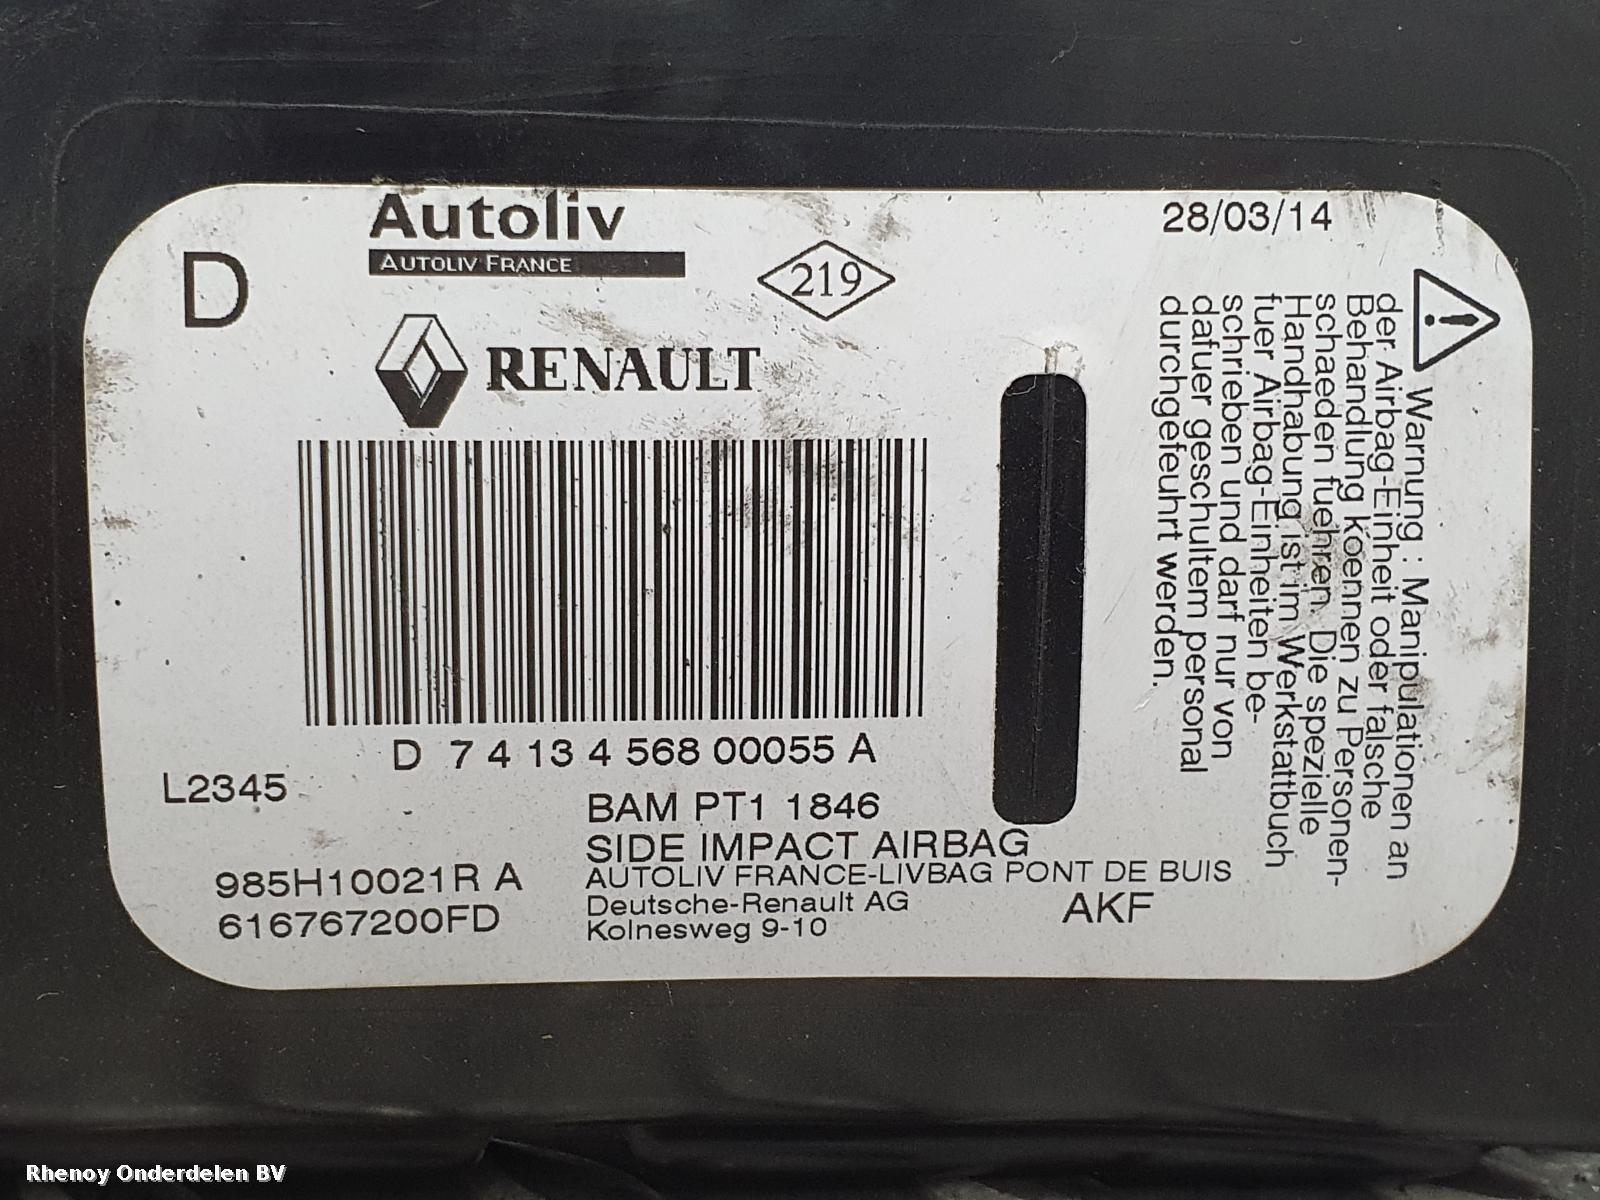 D
Autoliv
AUTOLIV FRANCE
219
28/03/14
RENAULT
D 74 13 4 568 00055 A
L2345
BAM PT1 1846
SIDE IMPACT AIRBAG
985H10021R A
AUTOLIV FRANCE-LIVBAG PONT DE BUIS
616767200FD
Deutsche-Renault AG
AKF
Kolnesweg 9-10
Warnung : Manipulationen an
der Airbag-Einheit oder falsche
Behandlung koennen zu Personen-
schaeden fuehren. Die spezielle
Handhabung ist im Werkstattbuch
fuer Airbag-Einheiten be-
schrieben und darf nur von
dafuer geschultem personal
durchgefeuhrt werden.
Rhenoy Onderdelen BV